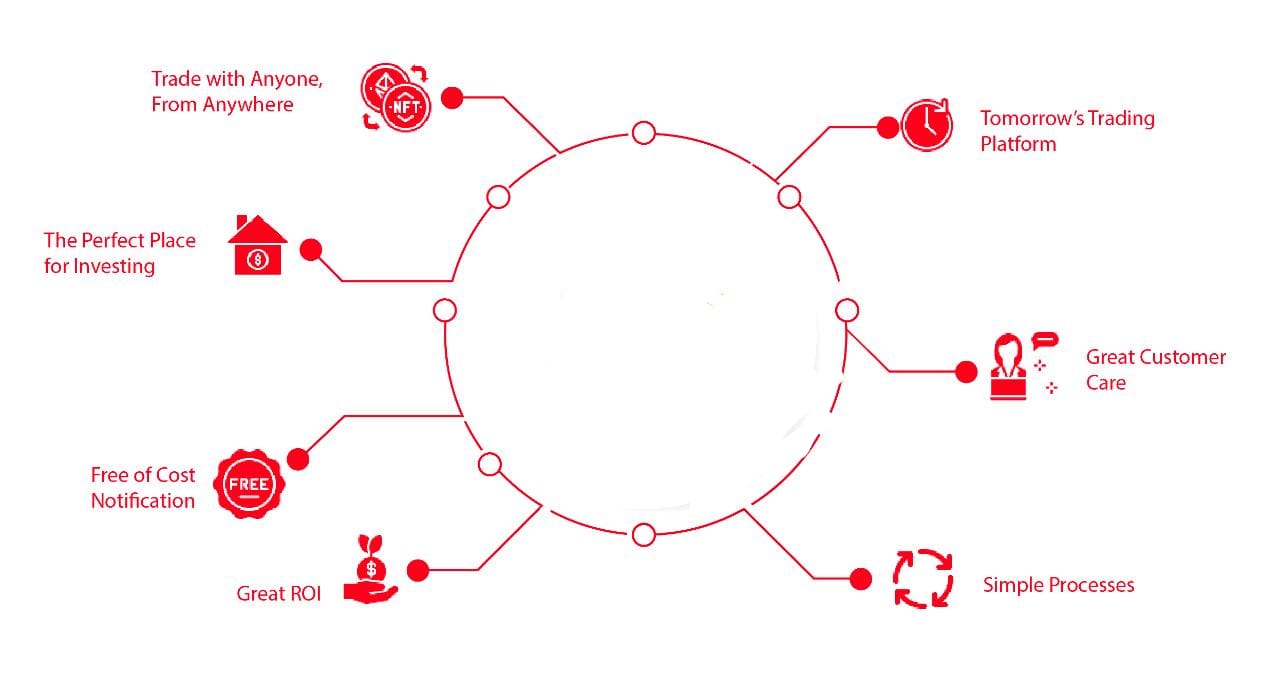 Trade with Anyone,
From Anywhere
NFT
Tomorrow's Trading
Platform
The Perfect Place
for Investing
$
Great Customer
Care
Free of Cost
Notification
FREE
Great ROI
$
Simple Processes